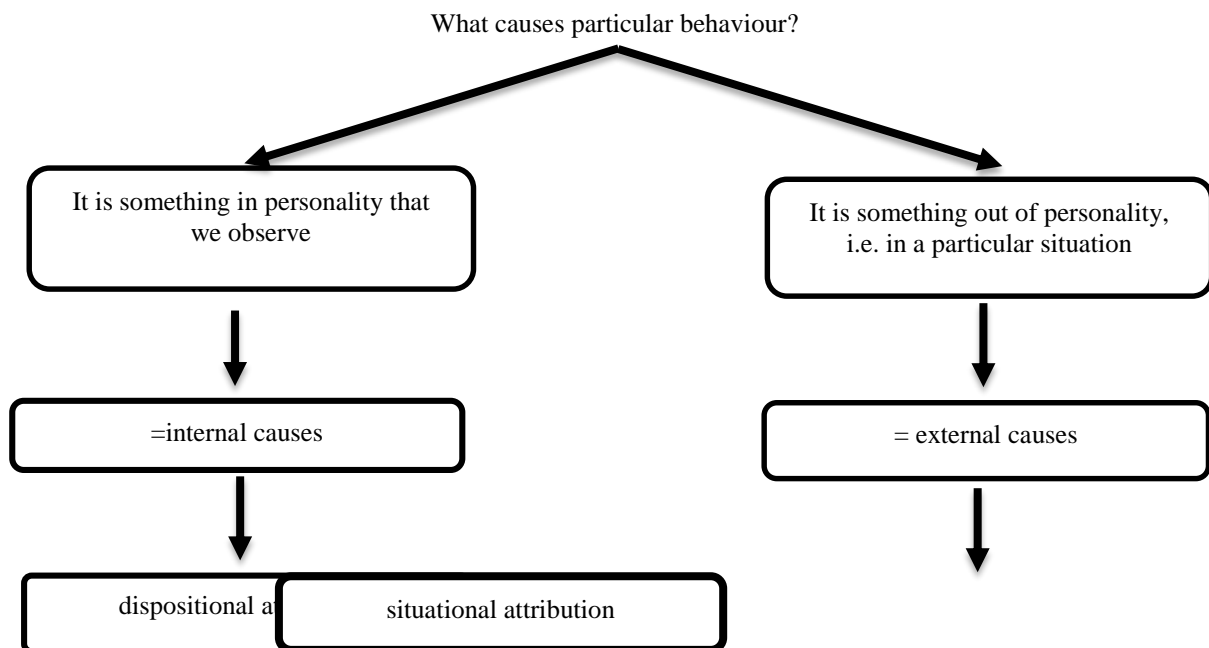 What causes particular behaviour?
It is something in personality that
we observe
It is something out of personality,
i.e. in a particular situation
=internal causes
= external causes
dispositional
situational attribution